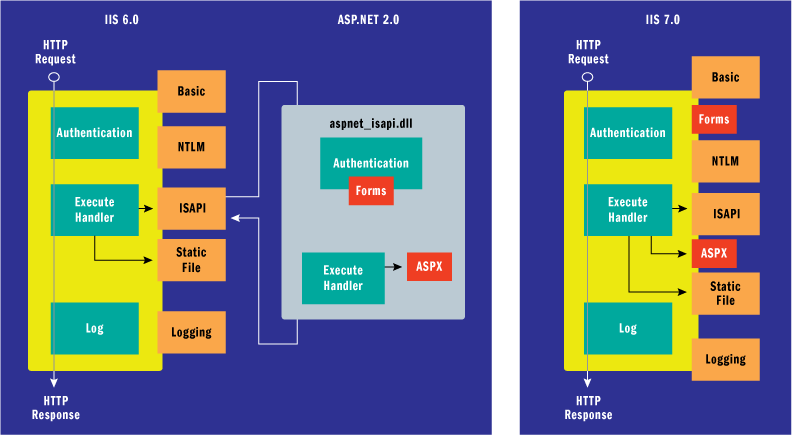 IIS 6.0
ASP.NET 2.0
HTTP
Request
Basic
Authentication
NTLM
Execute
Handler
ISAPI
Static
File
Log
Logging
HTTP
Response
aspnet_isapi.dll
Authentication
Forms
Execute
Handler
ASPX
IIS 7.0
HTTP
Request
Basic
Forms
Authentication
NTLM
Execute
Handler
ISAPI
ASPX
Static
File
Log
Logging
HTTP
Response